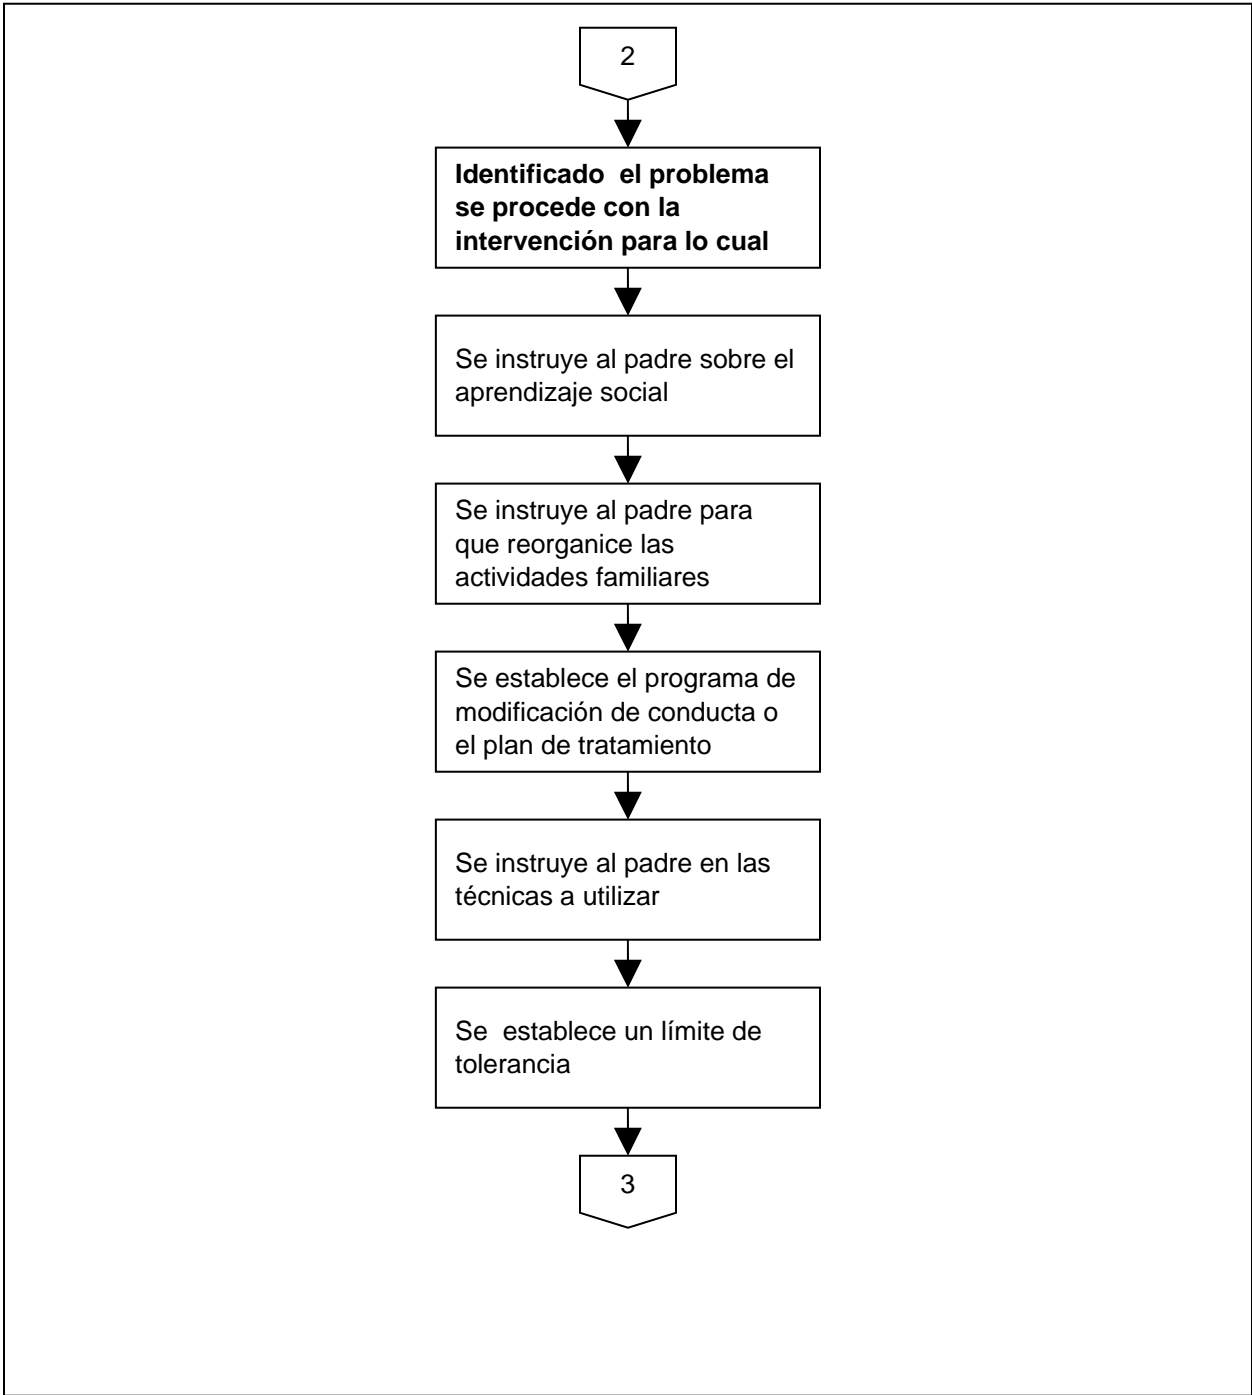 2
Identificado  el problema
se procede con la
intervención para lo cual
Se instruye al padre sobre el
aprendizaje social
Se instruye al padre para
que reorganice las
actividades familiares
Se establece el programa de
modificación de conducta o
el plan de tratamiento
Se instruye al padre en las
técnicas a utilizar
Se  establece un límite de
tolerancia
3